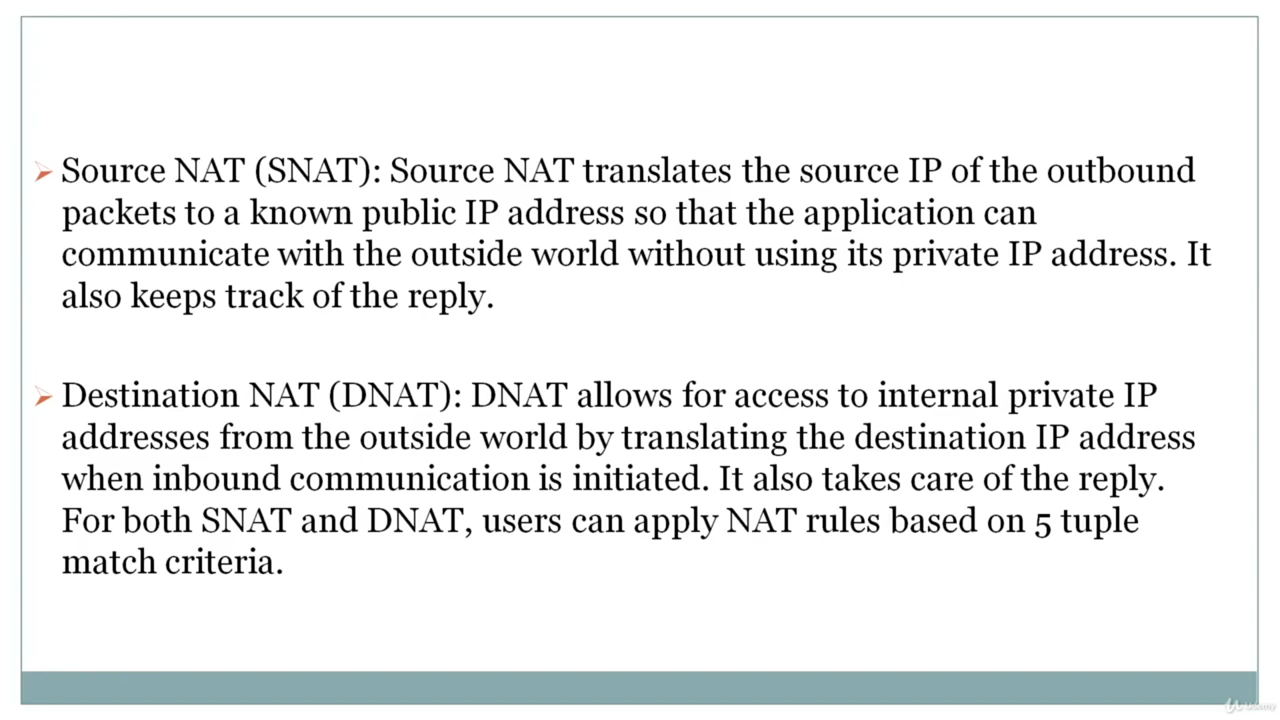 Source NAT (SNAT): Source NAT translates the source IP of the outbound
packets to a known public IP address so that the application can
communicate with the outside world without using its private IP address. It
also keeps track of the reply.
Destination NAT (DNAT): DNAT allows for access to internal private IP
addresses from the outside world by translating the destination IP address
when inbound communication is initiated. It also takes care of the reply.
For both SNAT and DNAT, users can apply NAT rules based on 5 tuple
match criteria.
Udemy